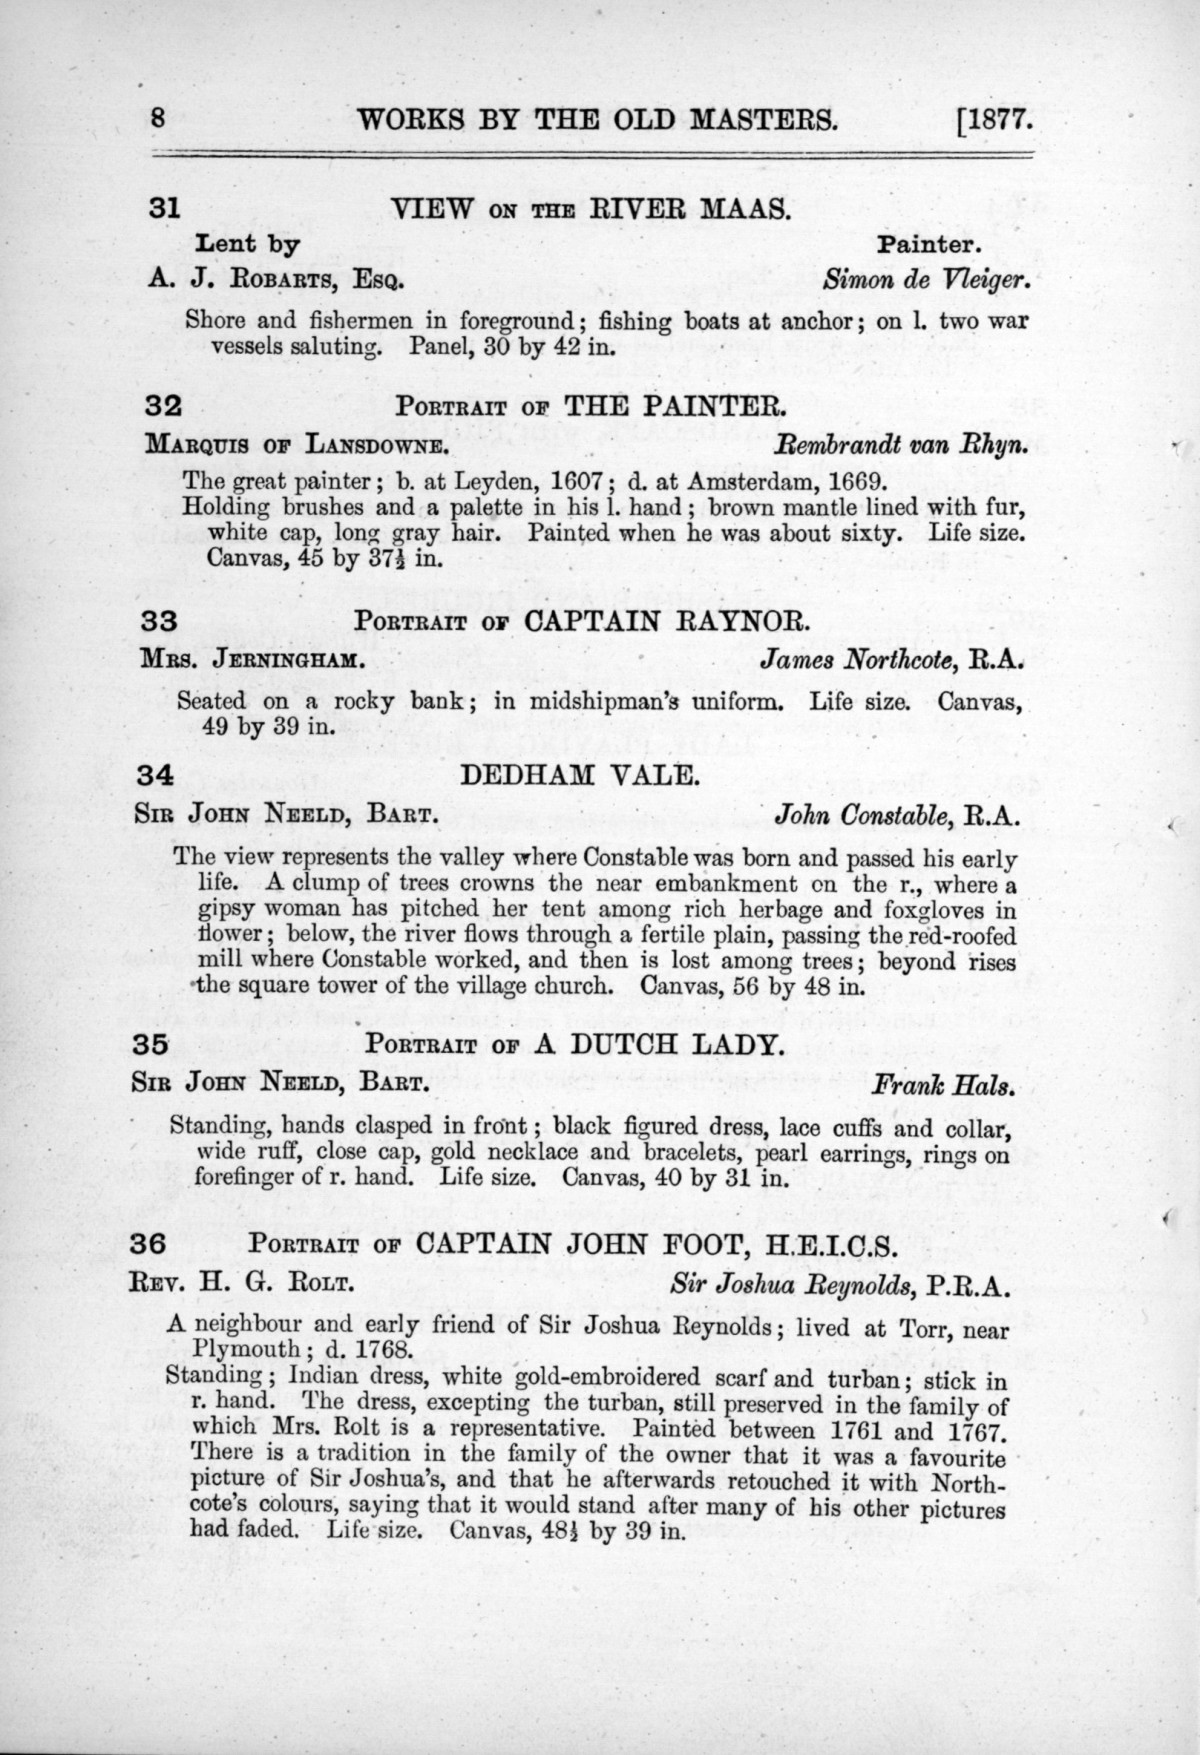 8 WORKS BY THE OLD MASTERS. [1877.
31 VIEW ON THE RIVER MAAS.
Lent by Painter.
A. J. ROBARTS, ESQ. Simon de Vleiger.
Shore and fishermen in foreground; fishing boats at anchor; on l. two war
vessels saluting. Panel, 30 by 42 in.
32 PORTRAIT OF THE PAINTER.
MARQUIS OF LANSDOWNE. Rembrandt van Rhyn.
The great painter; b. at Leyden, 1607; d. at Amsterdam, 1669.
Holding brushes and a palette in his l. hand; brown mantle lined with fur,
white cap, long gray hair. Painted when he was about sixty. Life size.
Canvas, 45 by 37½ in.
33 PORTRAIT OF CAPTAIN RAYNOR.
MRS. JERNINGHAM. James Northcote, R.A.
Seated on a rocky bank; in midshipman's uniform. Life size. Canvas,
49 by 39 in.
34 DEDHAM VALE.
SIR JOHN NEELD, BART. John Constable, R.A.
The view represents the valley where Constable was born and passed his early
life. A clump of trees crowns the near embankment on the r., where a
gipsy woman has pitched her tent among rich herbage and foxgloves in
flower; below, the river flows through a fertile plain, passing the red-roofed
mill where Constable worked, and then is lost among trees; beyond rises
the square tower of the village church. Canvas, 56 by 48 in.
35 PORTRAIT OF A DUTCH LADY.
SIR JOHN NEELD, BART. Frank Hals.
Standing, hands clasped in front; black figured dress, lace cuffs and collar,
wide ruff, close cap, gold necklace and bracelets, pearl earrings, rings on
forefinger of r. hand. Life size. Canvas, 40 by 31 in.
36 PORTRAIT OF CAPTAIN JOHN FOOT, H.E.I.C.S.
REV. H. G. ROLT. Sir Joshua Reynolds, P.R.A.
A neighbour and early friend of Sir Joshua Reynolds; lived at Torr, near
Plymouth; d. 1768.
Standing; Indian dress, white gold-embroidered scarf and turban; stick in
r. hand. The dress, excepting the turban, still preserved in the family of
which Mrs. Rolt is a representative. Painted between 1761 and 1767.
There is a tradition in the family of the owner that it was a favourite
picture of Sir Joshua's, and that he afterwards retouched it with North-
cote's colours, saying that it would stand after many of his other pictures
had faded. Life size. Canvas, 48½ by 39 in.